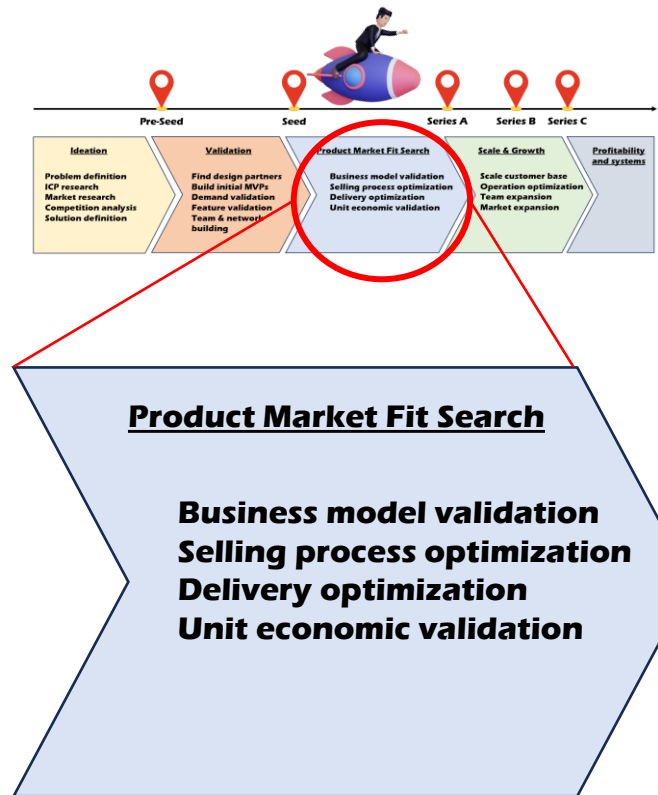 Pre-Seed
Seed
Series A
Series B
Series C
Ideation
Problem definition
ICP research
Market research
Competition analysis
Solution definition
Validation
Find design partners
Build initial MVPs
Demand validation
Feature validation
Team & network
building
Product Market Fit Search
Business model validation
Selling process optimization
Delivery optimization
Unit economic validation
Scale & Growth
Scale customer base
Operation optimization
Team expansion
Market expansion
Profitability
and systems
Product Market Fit Search
Business model validation
Selling process optimization
Delivery optimization
Unit economic validation